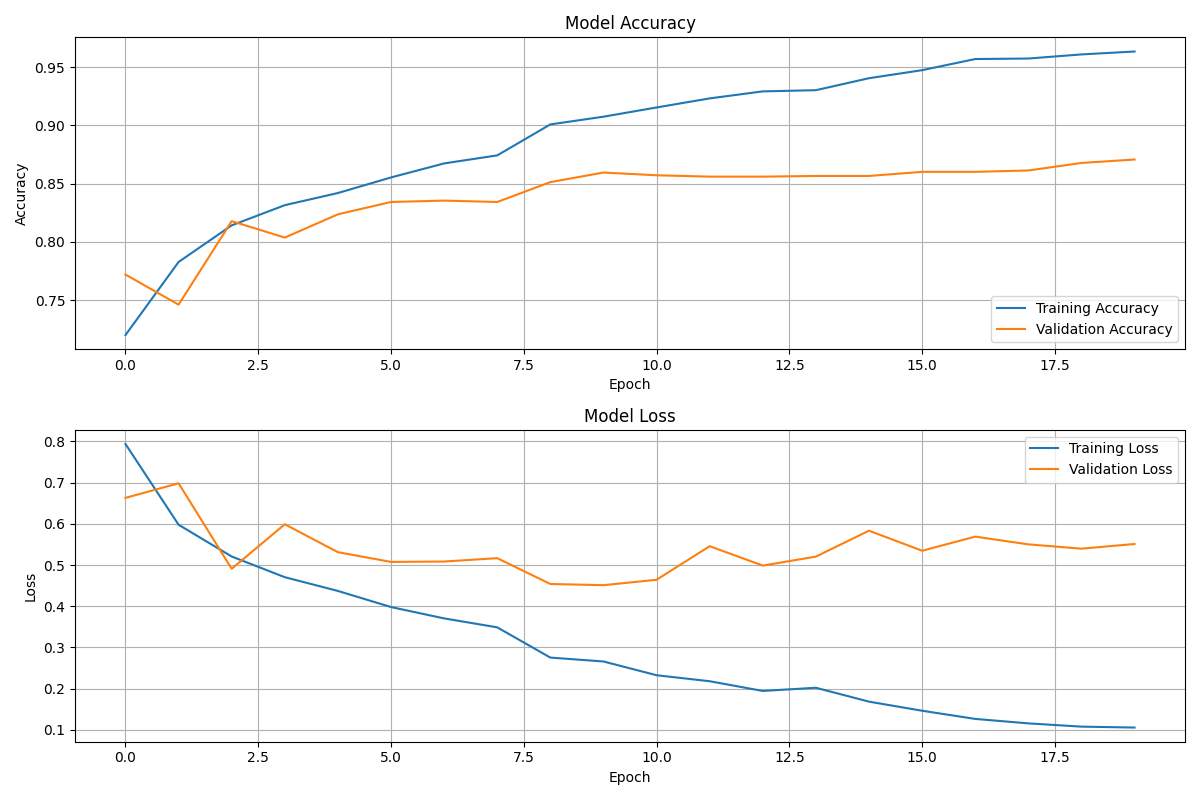 Model Accuracy
Accuracy
0.95
0.90
0.85
0.80
0.75
Training Accuracy
Validation Accuracy
0.0 2.5 5.0 7.5 10.0 12.5 15.0 17.5
Epoch
Model Loss
Loss
0.8
0.7
0.6
0.5
0.4
0.3
0.2
0.1
Training Loss
Validation Loss
0.0 2.5 5.0 7.5 10.0 12.5 15.0 17.5
Epoch